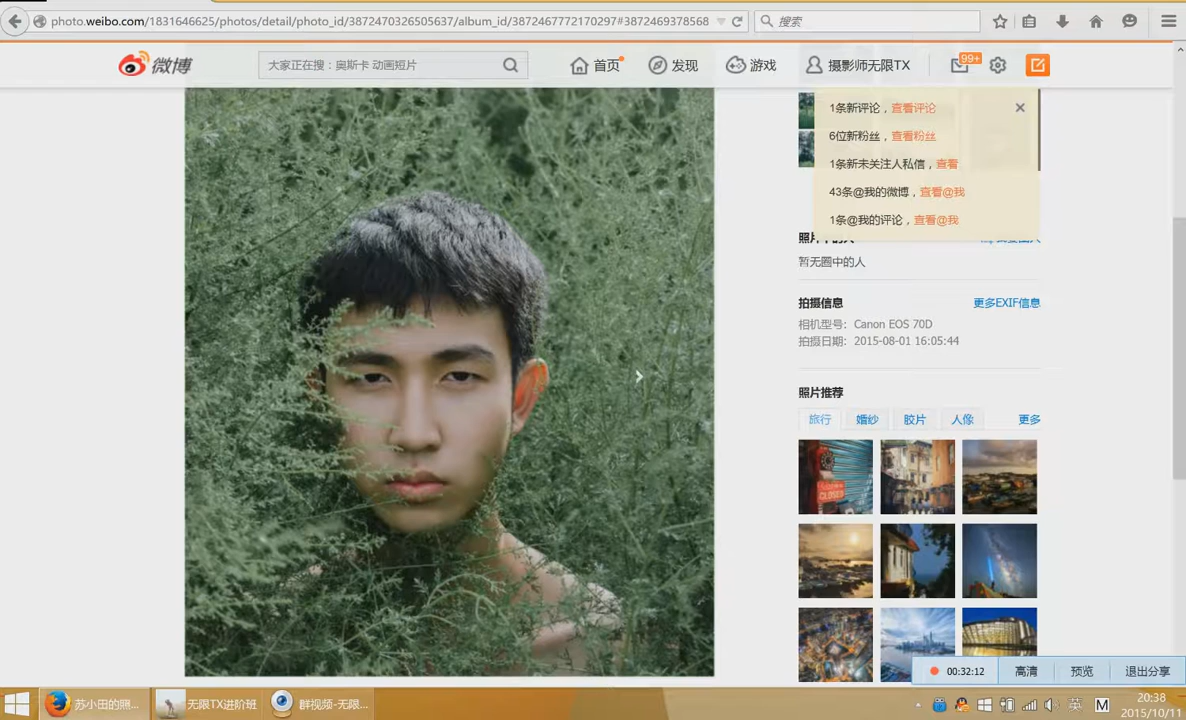 photo.weibo.com/1831646625/photos/detail/photo_id/3872470326505637/album_id/3872467772170297#3872469378568
搜索
微博
大家正在搜：奥斯卡 动画短片
首页
发现
游戏
摄影师无限TX
99+
1条新评论，查看评论
6位新粉丝，查看粉丝
1条新未关注人私信，查看
43条@我的微博，查看@我
1条@我的评论，查看@我
照片中的人
暂无圈中的人
拍摄信息
更多EXIF信息
相机型号：Canon EOS 70D
拍摄日期：2015-08-01 16:05:44
照片推荐
旅行
婚纱
胶片
人像
更多
CLOSED
00:32:12
高清
预览
退出分享
苏小田的照...
无限TX进阶班
群视频-无限...
英
M
20:38
2015/10/11